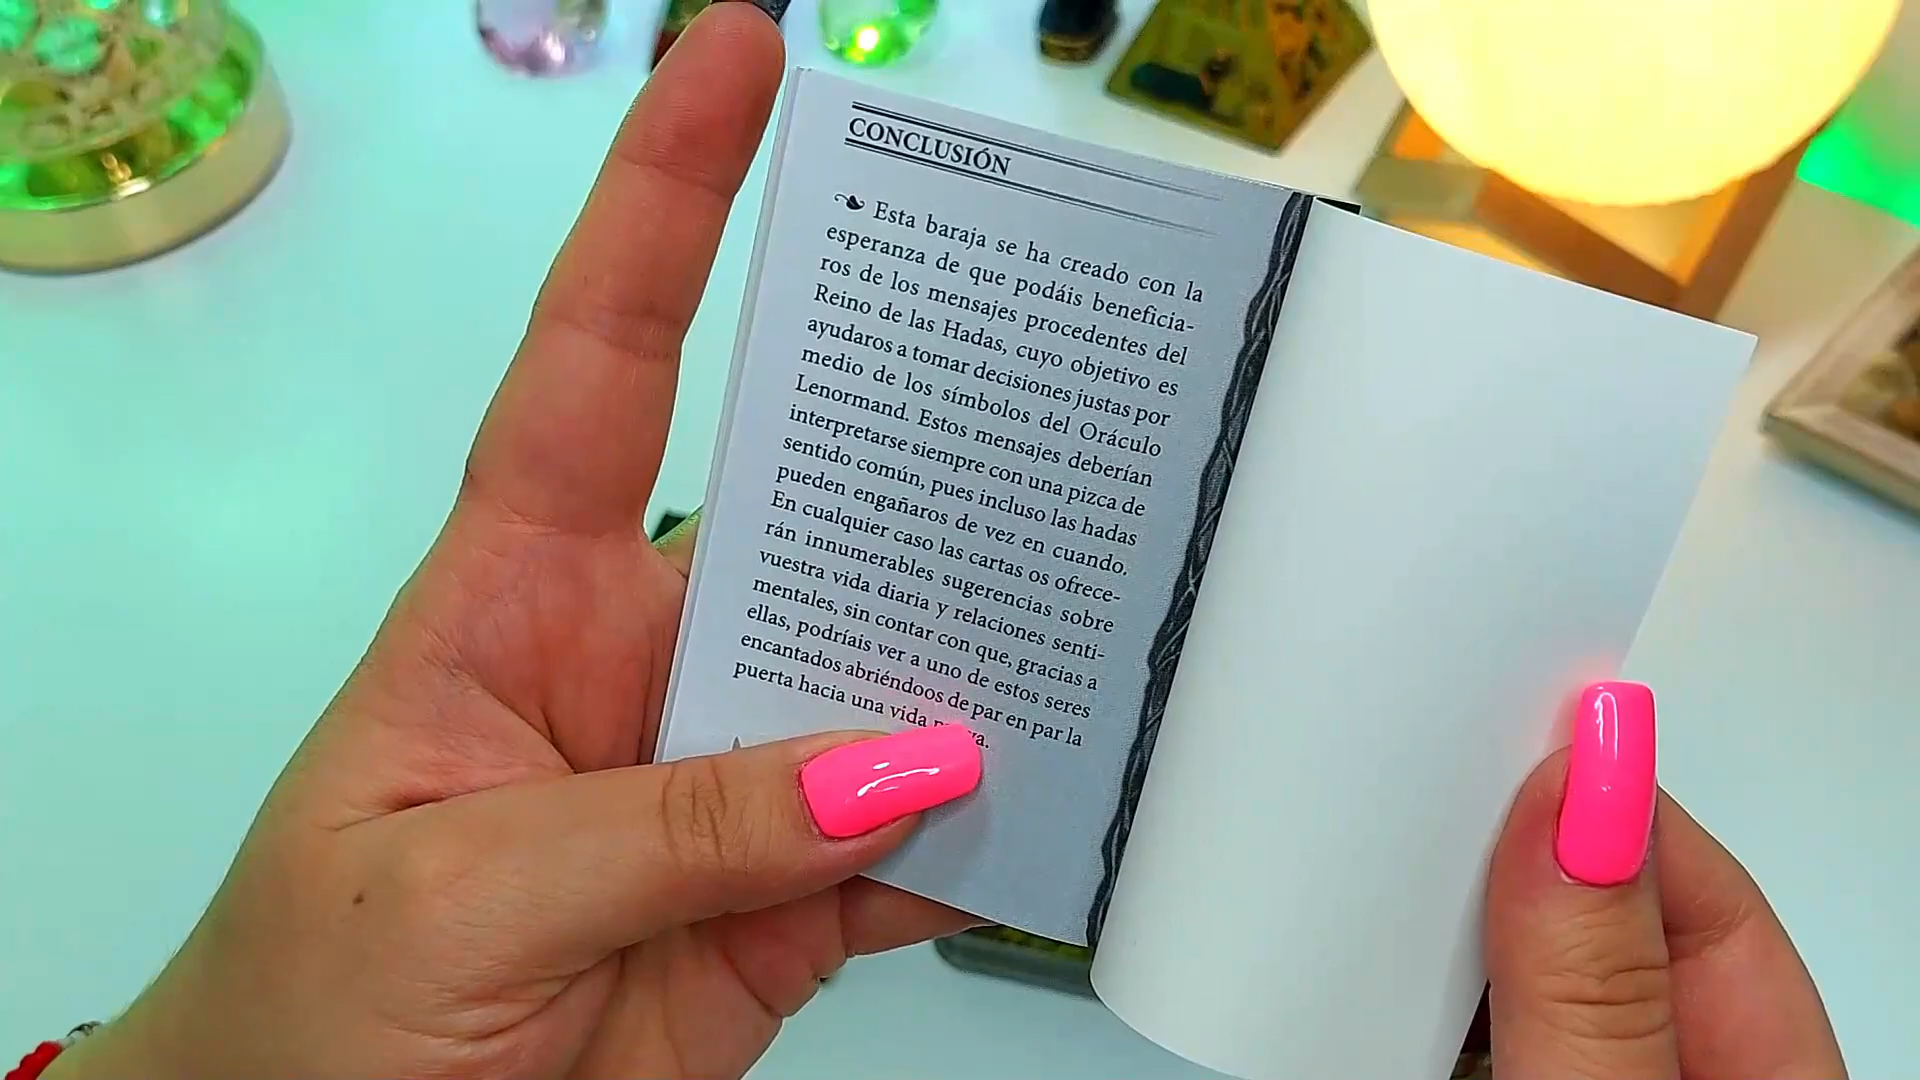 CONCLUSIÓN
Esta baraja se ha creado con la
esperanza de que podáis beneficia-
ros de los mensajes procedentes del
Reino de las Hadas, cuyo objetivo es
ayudaros a tomar decisiones justas por
medio de los símbolos del Oráculo
Lenormand. Estos mensajes deberían
interpretarse siempre con una pizca de
sentido común, pues incluso las hadas
pueden engañaros de vez en cuando.
En cualquier caso las cartas os ofrece-
rán innumerables sugerencias sobre
vuestra vida diaria y relaciones senti-
mentales, sin contar con que, gracias a
ellas, podríais ver a uno de estos seres
encantados abriéndoos de par en par la
puerta hacia una vida